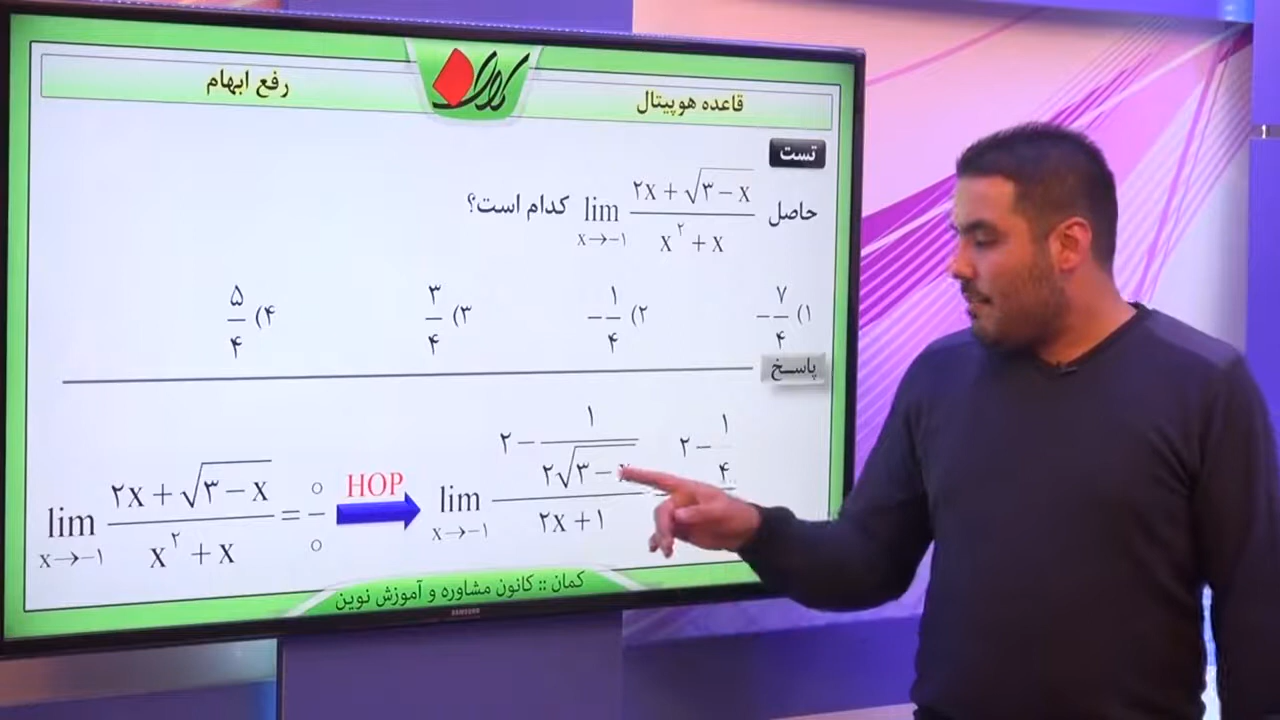 قاعده هوپیتال
رفع ابهام
تست
حاصل lim x→-۱ (۲x + √(۳ - x)) / (x^۲ + x) کدام است؟
۱) -۷/۴ ۲) -۱/۴ ۳) ۳/۴ ۴) ۵/۴
پاسخ
lim x→-۱ (۲x + √(۳ - x)) / (x^۲ + x) = ۰/۰ HOP lim x→-۱ (۲ - ۱/(۲√(۳ - x))) / (۲x + ۱) ۲ - ۱/۴
کمان :: کانون مشاوره و آموزش نوین
SAMSUNG